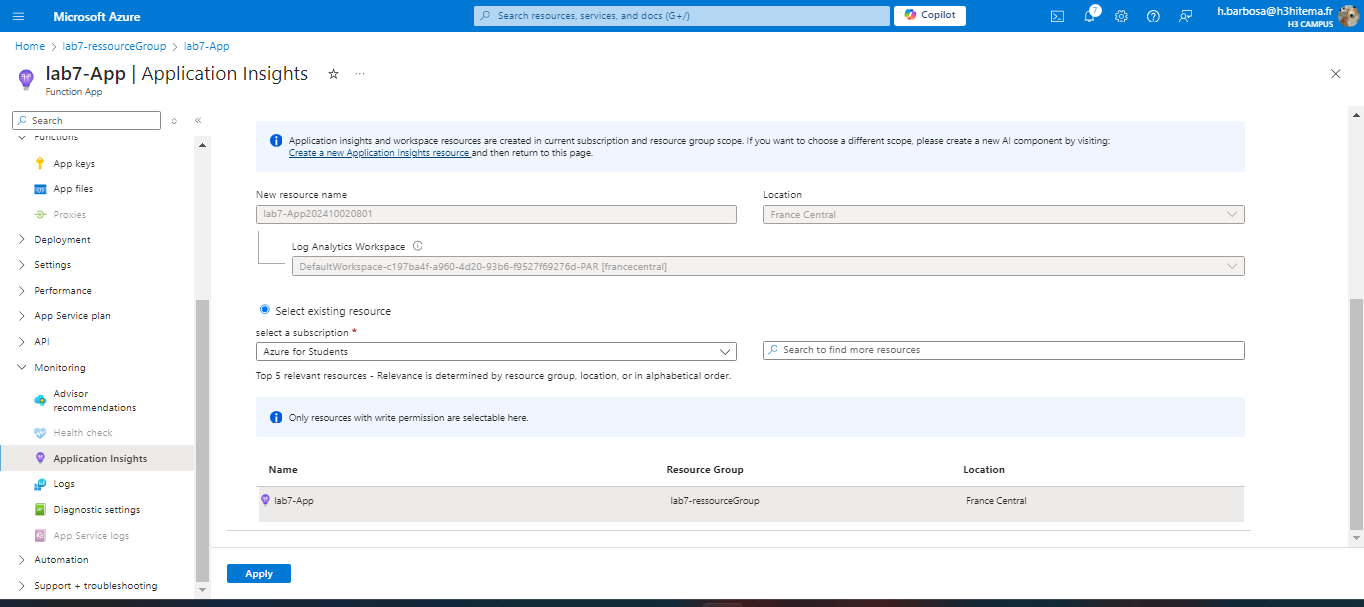 Microsoft Azure
Search resources, services, and docs (G+/)
Copilot
7
h.barbosa@h3hitema.fr
H3 CAMPUS
Home > lab7-ressourceGroup > lab7-App
lab7-App | Application Insights
Function App
Search
Functions
App keys
App files
Proxies
Deployment
Settings
Performance
App Service plan
API
Monitoring
Advisor
recommendations
Health check
Application Insights
Logs
Diagnostic settings
App Service logs
Automation
Support + troubleshooting
Application insights and workspace resources are created in current subscription and resource group scope. If you want to choose a different scope, please create a new AI component by visiting:
Create a new Application Insights resource and then return to this page.
New resource name
Location
lab7-App202410020801
France Central
Log Analytics Workspace
DefaultWorkspace-c197ba4f-a960-4d20-93b6-f9527f69276d-PAR [francecentral]
Select existing resource
select a subscription *
Azure for Students
Search to find more resources
Top 5 relevant resources - Relevance is determined by resource group, location, or in alphabetical order.
Only resources with write permission are selectable here.
Name Resource Group Location
lab7-App lab7-ressourceGroup France Central
Apply